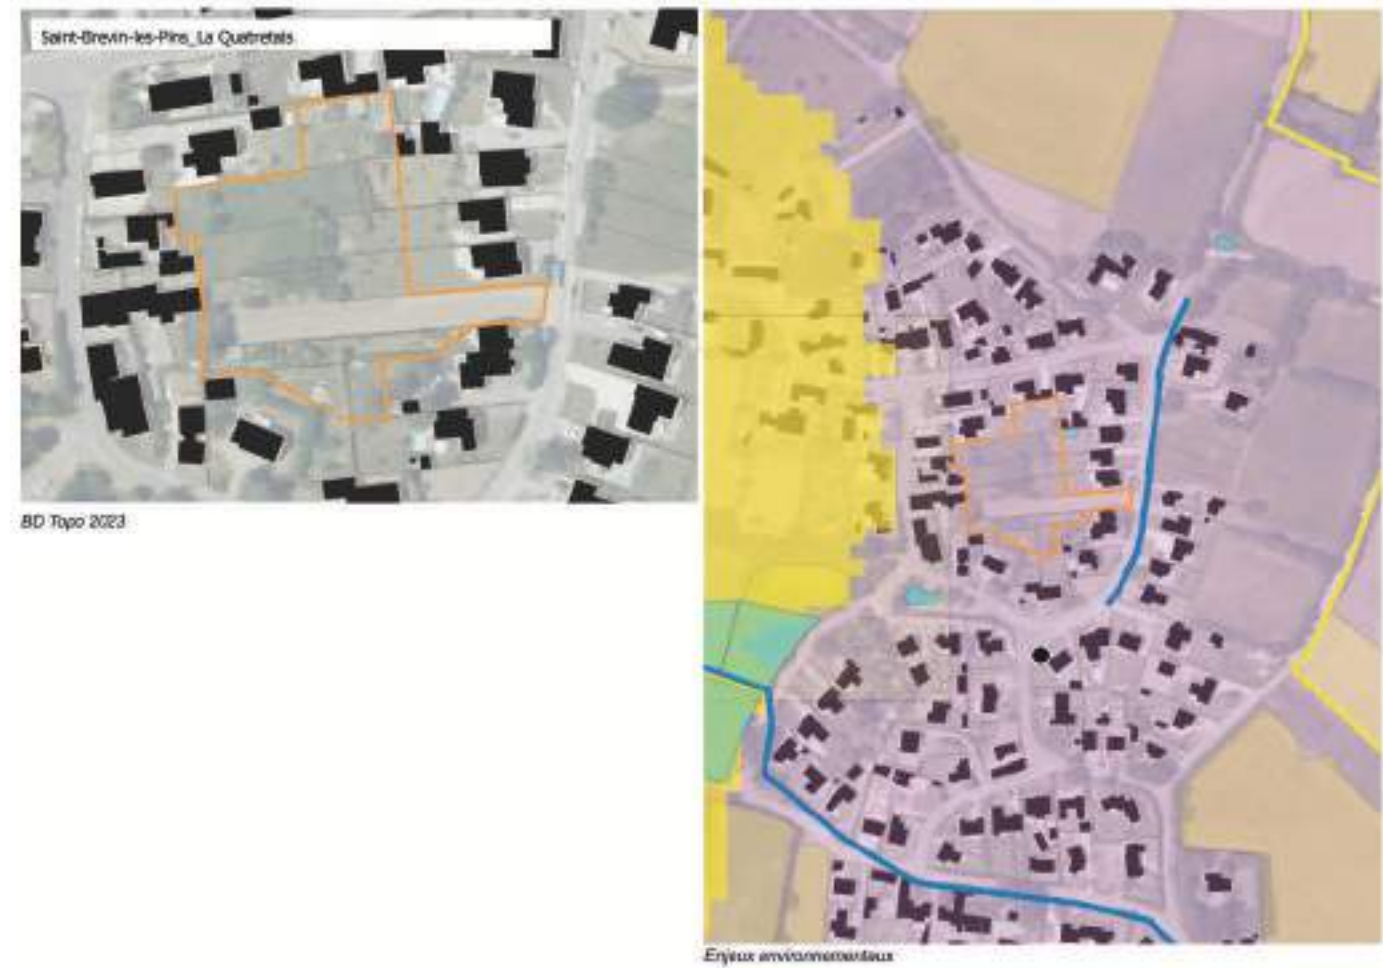 Saint-Brevin-les-Pins_La Quatretais
BD Topo 2023
Enjeux environnementaux